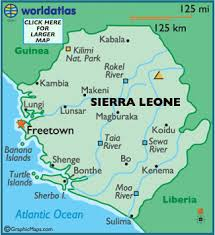 worldatlas
CLICK HERE
FOR
LARGER
MAP
125 mi
125 km
Guinea
Kabala
Kilimi
Nat. Park
Rokel
River
Kambia
Makeni
SIERRA LEONE
Lungi
Lunsar
Magburaka
Freetown
Koidu
Taia
River
Sewa
River
Banana
Islands
Shenge
Bo
Kenema
Turtle
Islands
Bonthe
Moa
River
Sherbo I.
Liberia
Atlantic Ocean
Sulima
©GraphicMaps.com